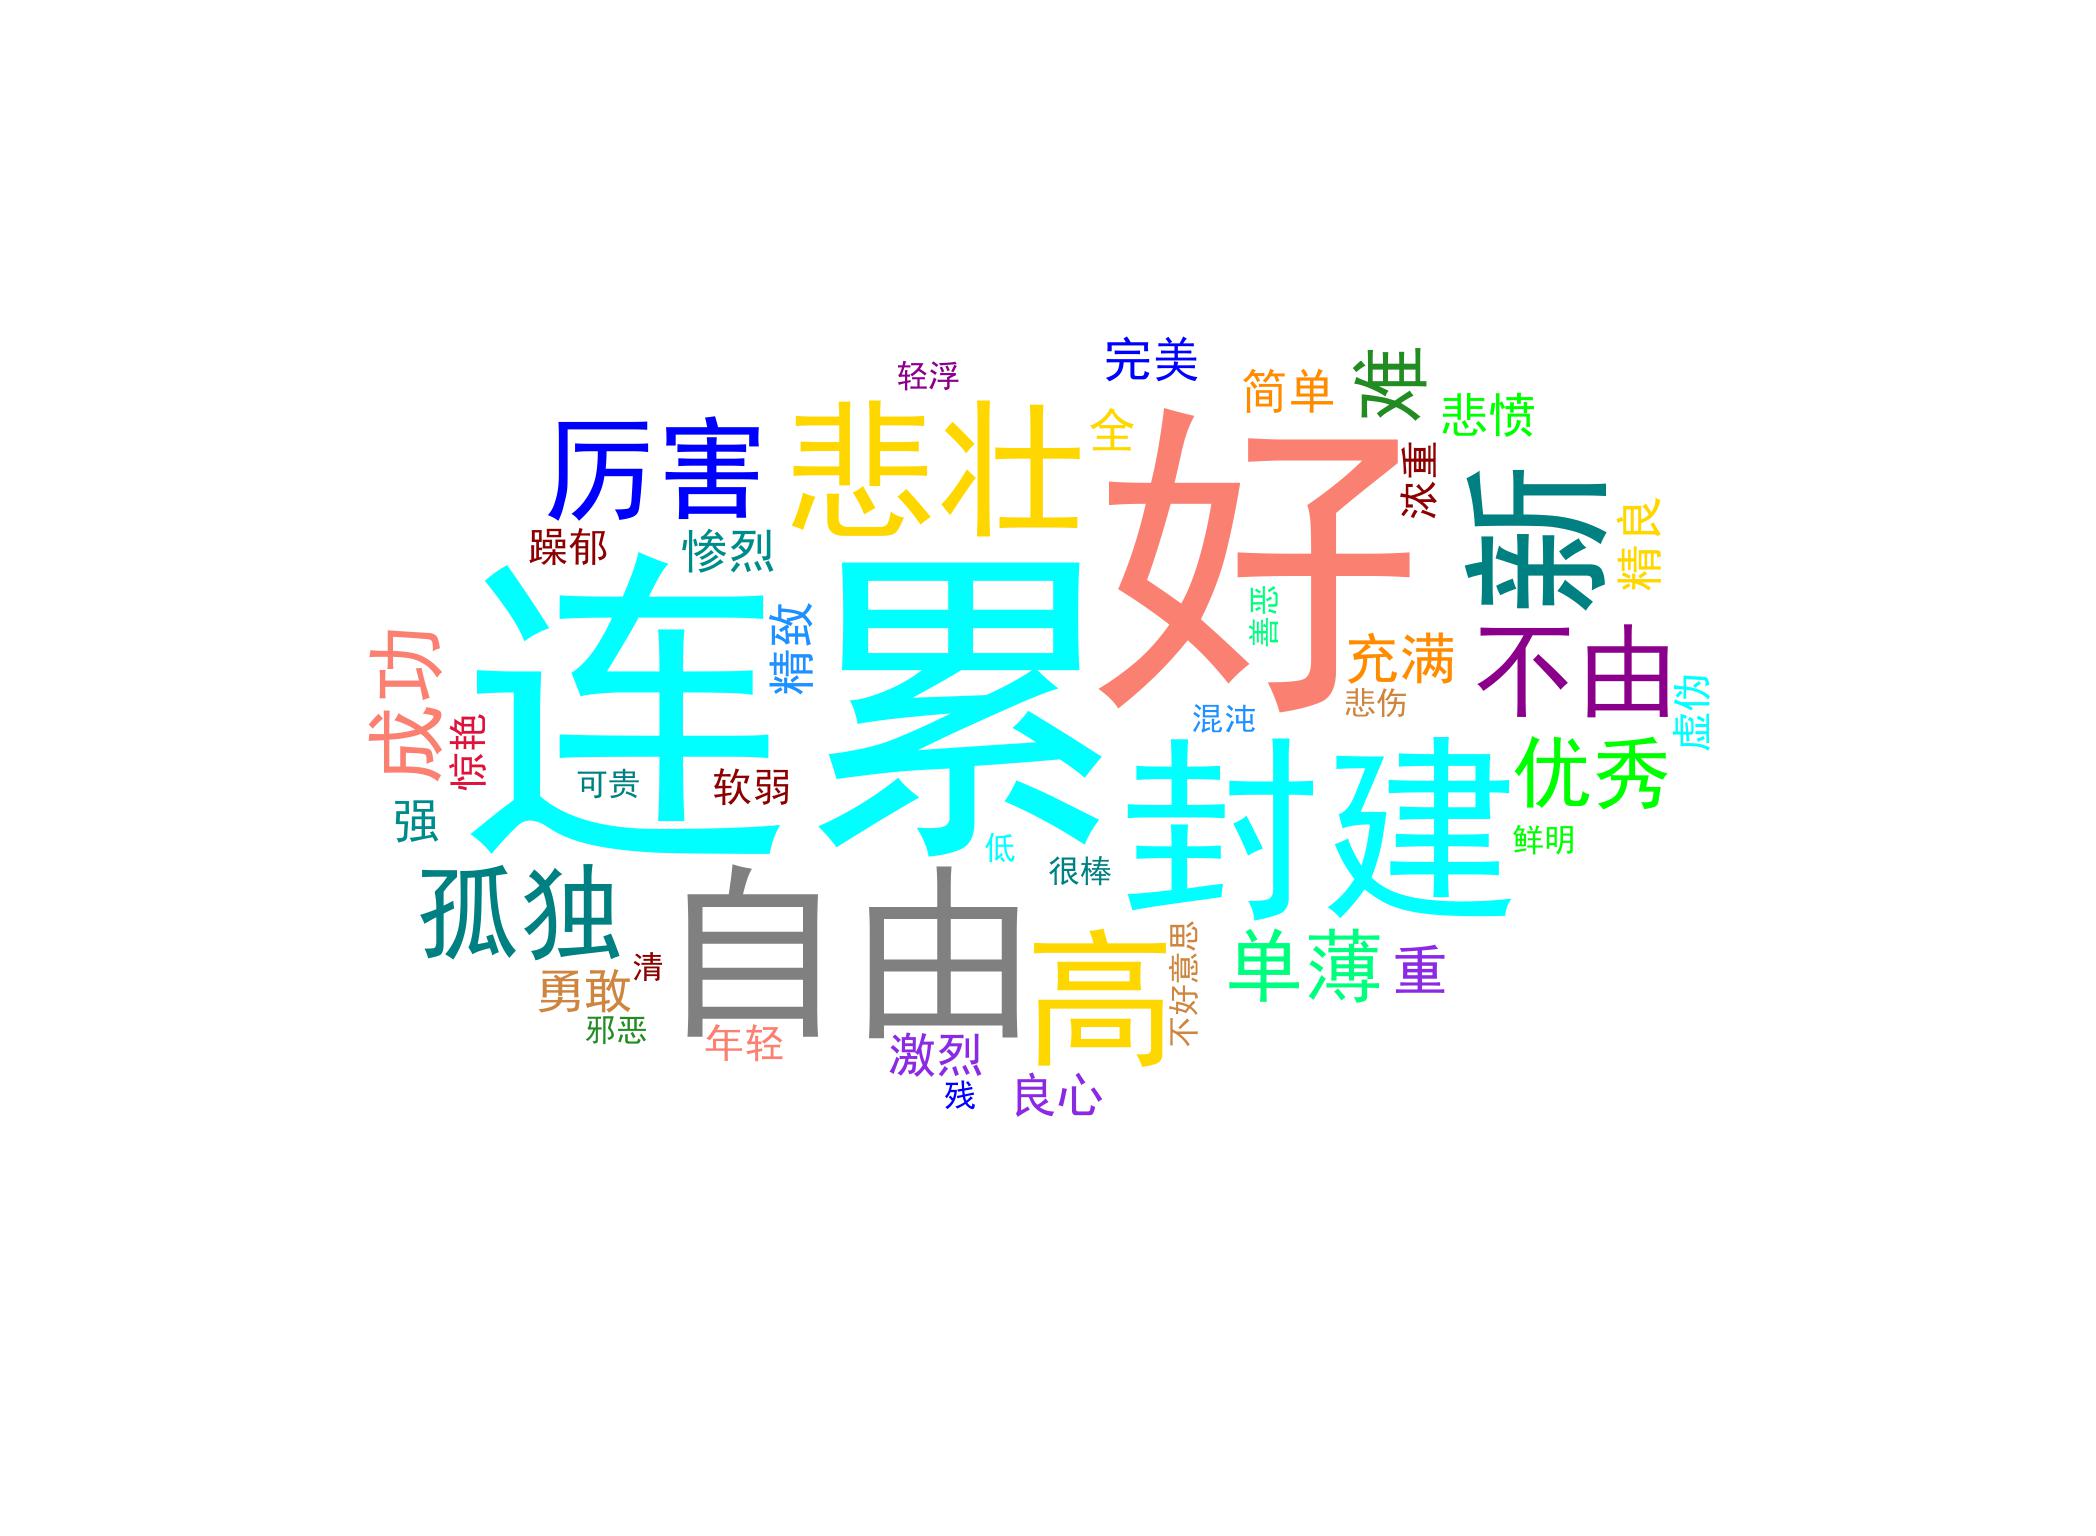 完美
轻浮
简单
难
悲愤
厉害
悲壮
全
好
浓重
新
精良
躁郁
惨烈
连累
精致
善恶
充满
不由
悲伤
虚伪
成功
惊艳
混沌
可贵
软弱
封建
优秀
强
低
很棒
鲜明
孤独
自由
高
不好意思
单薄
重
清
勇敢
邪恶
年轻
激烈
残
良心